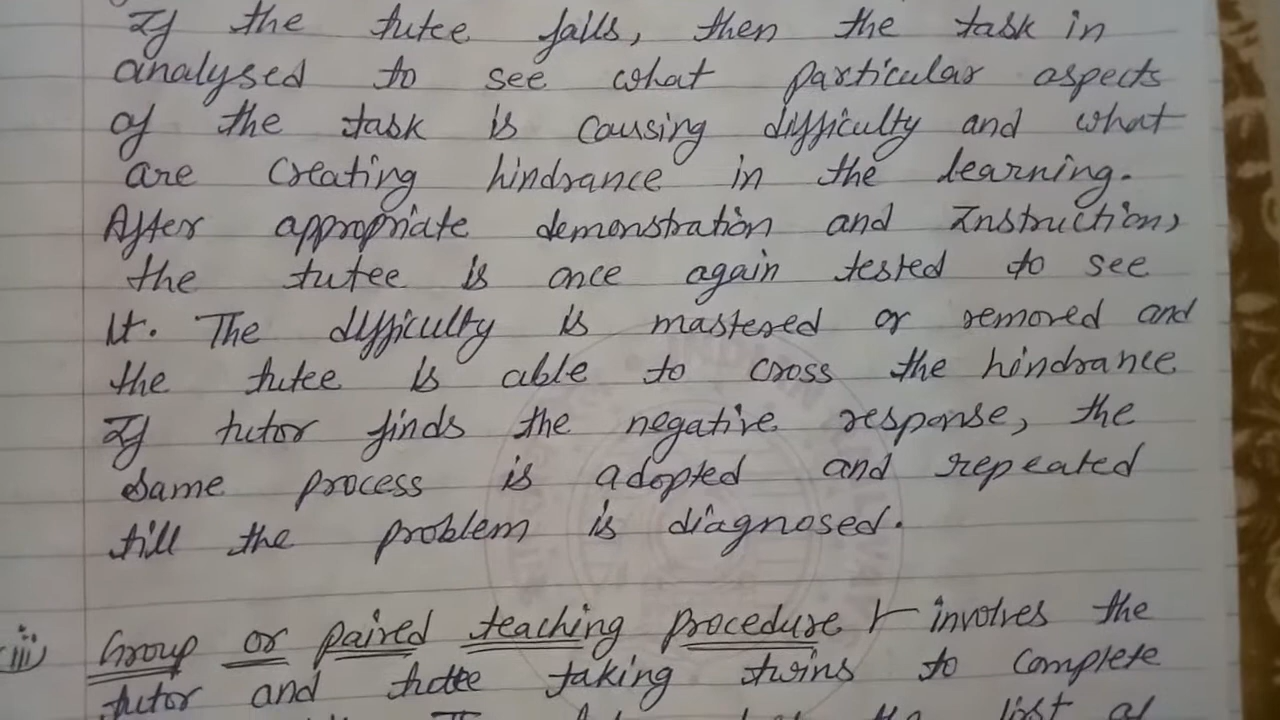 If the tutee fails, then the task in
analysed to see what particular aspects
of the task is causing difficulty and what
are creating hindrance in the learning.
After appropriate demonstration and Instruction,
the tutee is once again tested to see
It. The difficulty is mastered or removed and
the tutee is able to cross the hindrance
If tutor finds the negative response, the
same process is adopted and repeated
till the problem is diagnosed.
(iii) Group or paired teaching procedure :- involves the
tutor and tutee taking twins to complete
list of